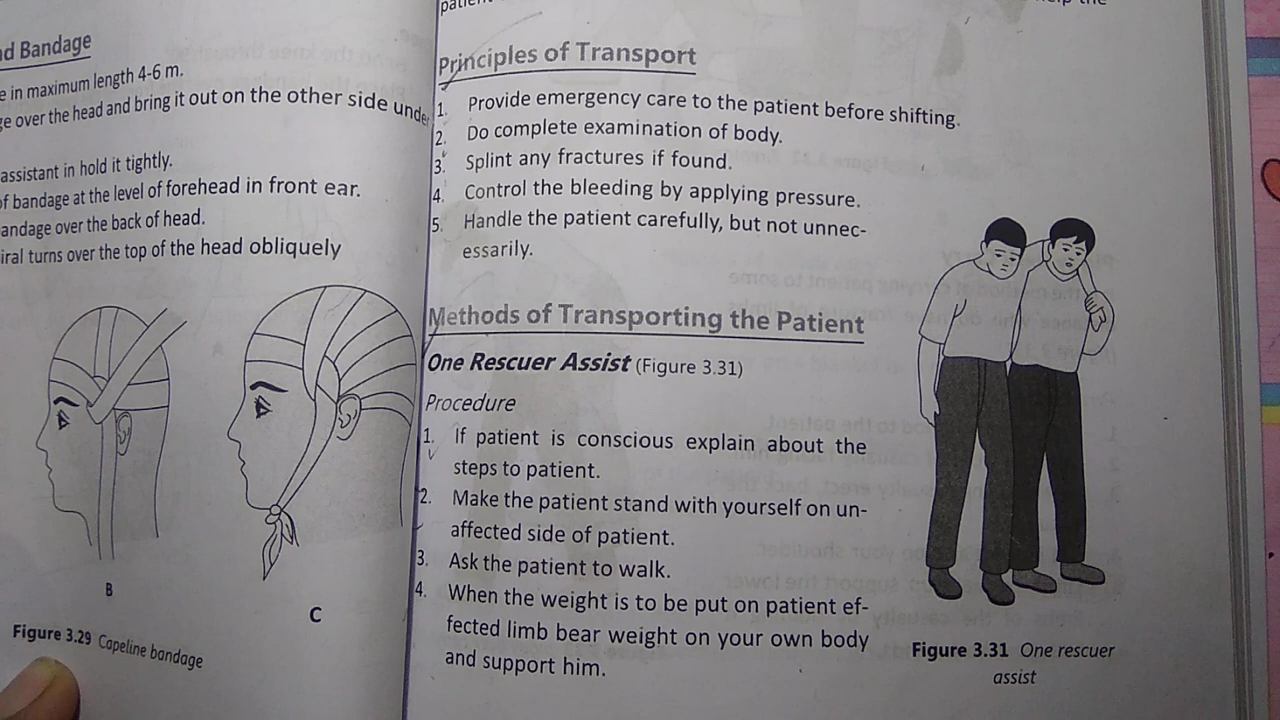 nd Bandage
e in maximum length 4-6 m.
ge over the head and bring it out on the other side unde
assistant in hold it tightly.
of bandage at the level of forehead in front ear.
andage over the back of head.
iral turns over the top of the head obliquely
B
C
Figure 3.29 Capeline bandage
Principles of Transport
1. Provide emergency care to the patient before shifting.
2. Do complete examination of body.
3. Splint any fractures if found.
4. Control the bleeding by applying pressure.
5. Handle the patient carefully, but not unnec-
essarily.
Methods of Transporting the Patient
One Rescuer Assist (Figure 3.31)
Procedure
1. If patient is conscious explain about the
steps to patient.
2. Make the patient stand with yourself on un-
affected side of patient.
3. Ask the patient to walk.
4. When the weight is to be put on patient ef-
fected limb bear weight on your own body
and support him.
Figure 3.31 One rescuer
assist